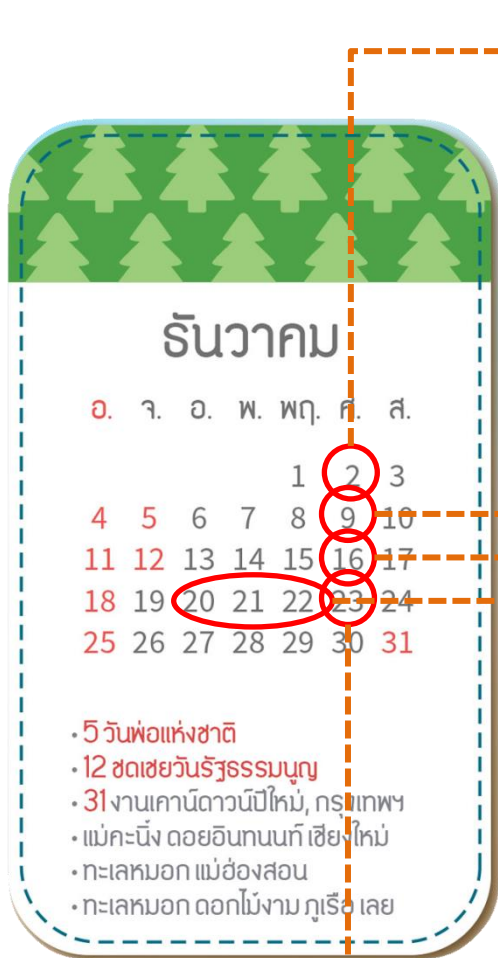 ธันวาคม
อ. จ. อ. พ. พฤ. ศ. ส.
1 2 3
4 5 6 7 8 9 10
11 12 13 14 15 16 17
18 19 20 21 22 23 24
25 26 27 28 29 30 31
• 5 วันพ่อแห่งชาติ
• 12 ชดเชยวันรัฐธรรมนูญ
• 31 งานเคาน์ดาวน์ปีใหม่, กรุงเทพฯ
• แม่คะนิ้ง ดอยอินทนนท์ เชียงใหม่
• ทะเลหมอก แม่ฮ่องสอน
• ทะเลหมอก ดอกไม้งาม ภูเรือ เลย